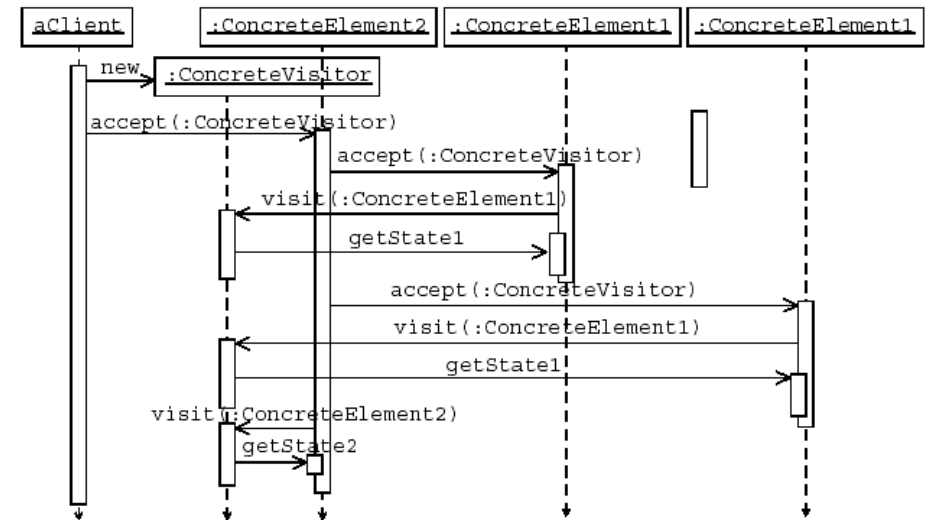 aClient
:ConcreteElement2
:ConcreteElement1
:ConcreteElement1
new
:ConcreteVisitor
accept(:ConcreteVisitor)
accept(:ConcreteVisitor)
visit(:ConcreteElement1)
getState1
accept(:ConcreteVisitor)
visit(:ConcreteElement1)
getState1
visit(:ConcreteElement2)
getState2